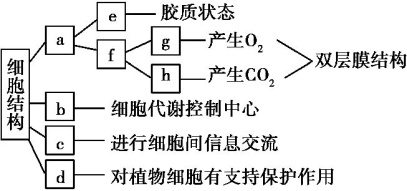 细胞结构
a
e
胶质状态
f
g
产生O₂
h
产生CO₂
双层膜结构
b
细胞代谢控制中心
c
进行细胞间信息交流
d
对植物细胞有支持保护作用